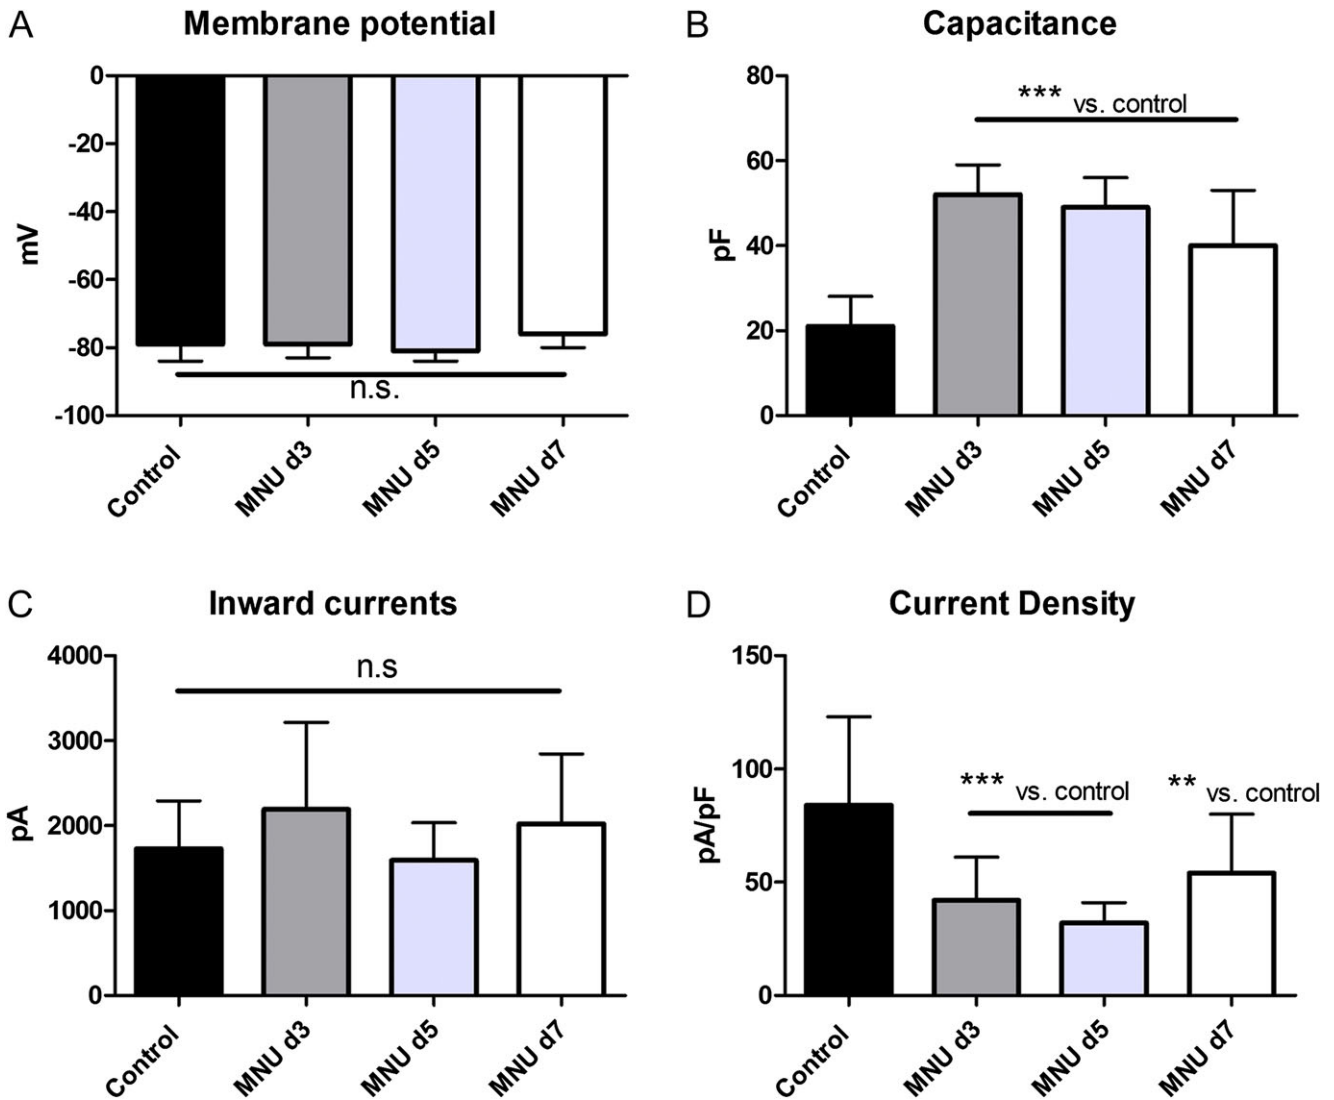 A
Membrane potential
mV
0
-20
-40
-60
-80
-100
n.s.
Control
MNU d3
MNU d5
MNU d7
B
Capacitance
pF
80
60
40
20
0
*** vs. control
Control
MNU d3
MNU d5
MNU d7
C
Inward currents
pA
4000
3000
2000
1000
0
n.s
Control
MNU d3
MNU d5
MNU d7
D
Current Density
pA/pF
150
100
50
0
*** vs. control
** vs. control
Control
MNU d3
MNU d5
MNU d7